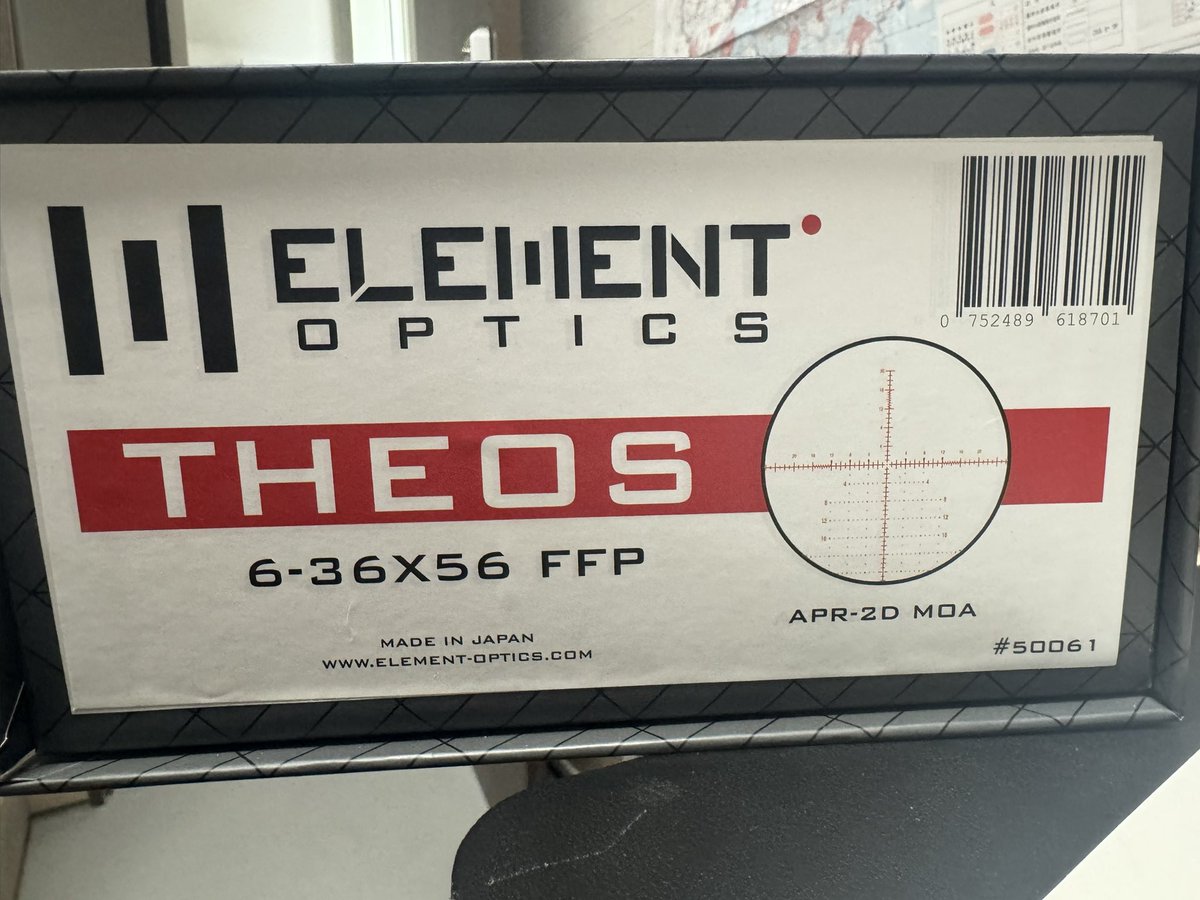 ELEMENT
OPTICS
0 752489 618701
THEOS
6-36X56 FFP
APR-2D MOA
MADE IN JAPAN
WWW.ELEMENT-OPTICS.COM
#50061